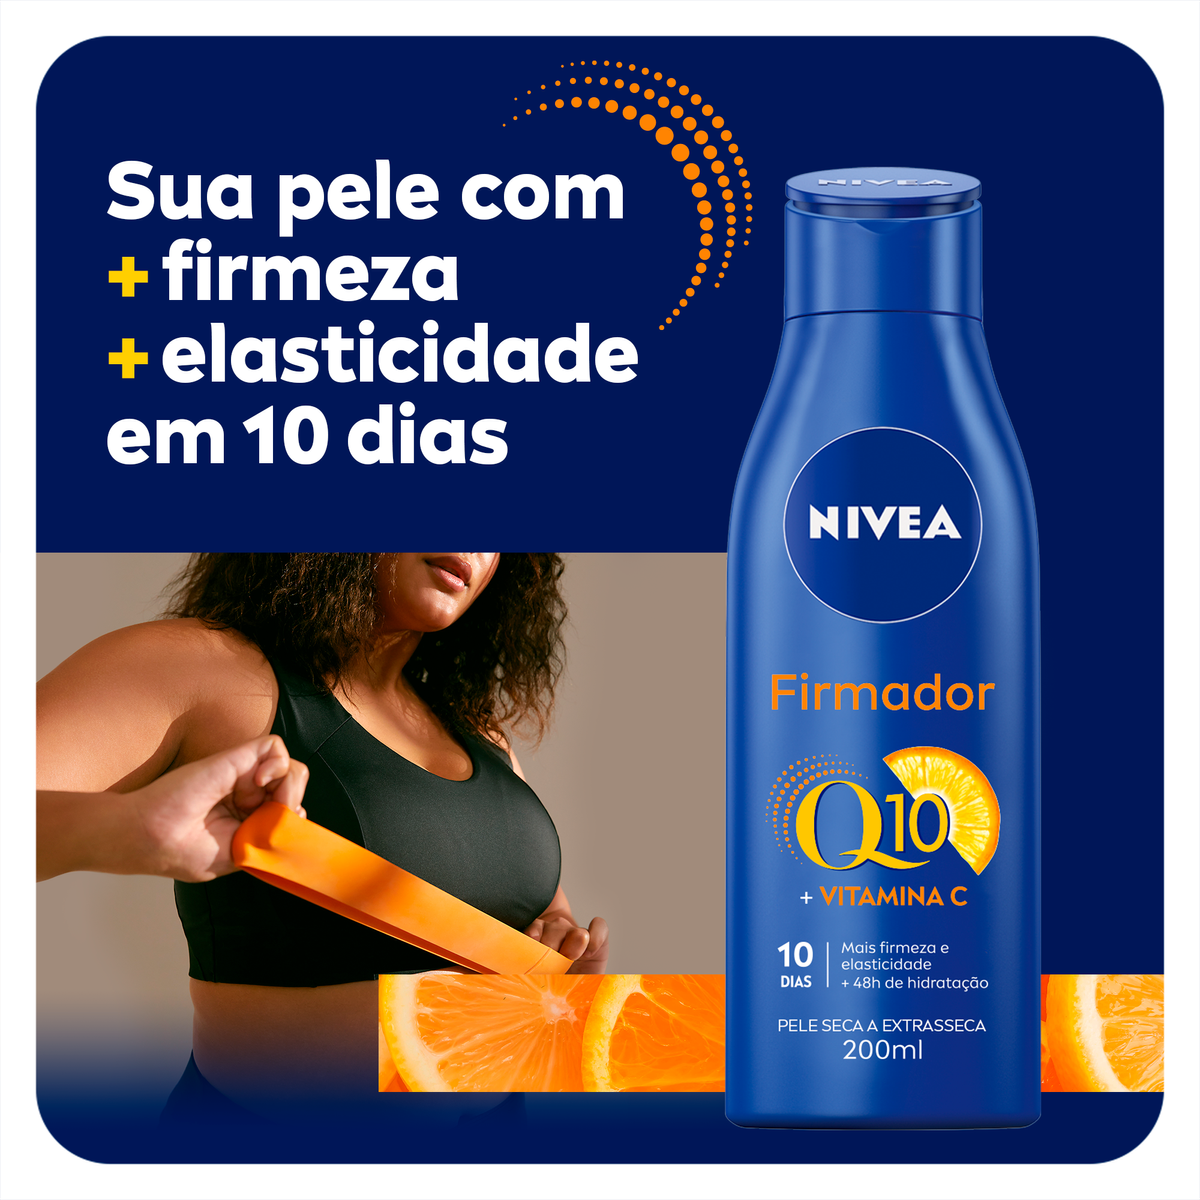 Sua pele com
+ firmeza
+ elasticidade
em 10 dias
NIVEA
NIVEA
Firmador
Q10
+ VITAMINA C
10 DIAS
Mais firmeza e
elasticidade
+ 48h de hidratação
PELE SECA A EXTRASSECA
200ml